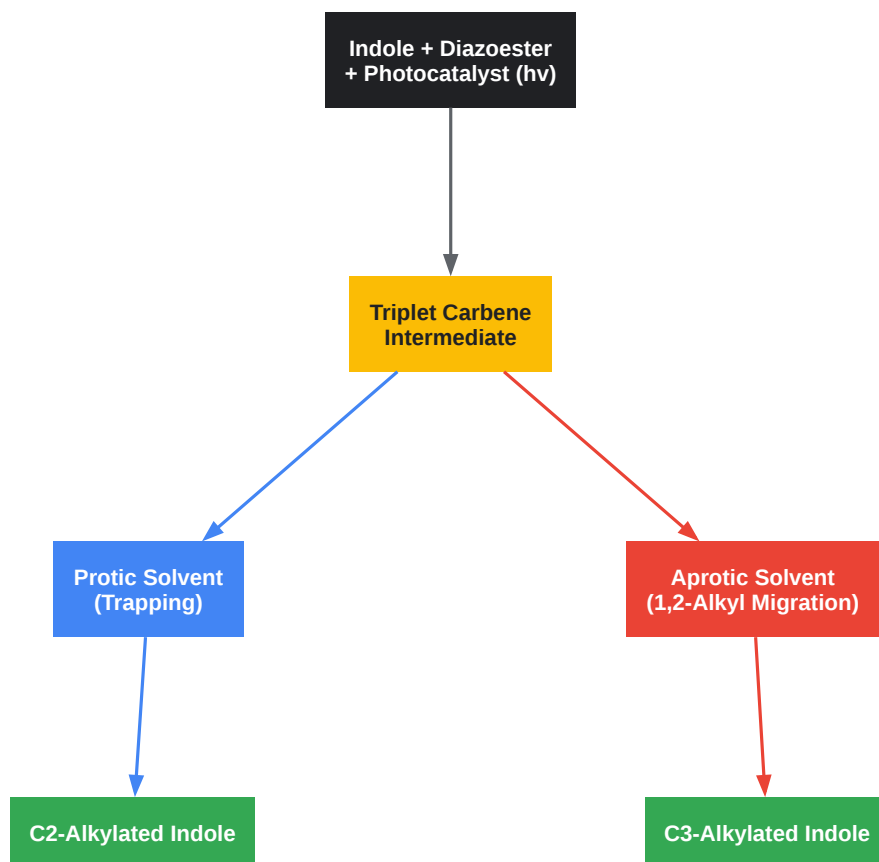 Indole + Diazoester
+ Photocatalyst (hv)
Triplet Carbene
Intermediate
Protic Solvent
(Trapping)
Aprotic Solvent
(1,2-Alkyl Migration)
C2-Alkylated Indole
C3-Alkylated Indole